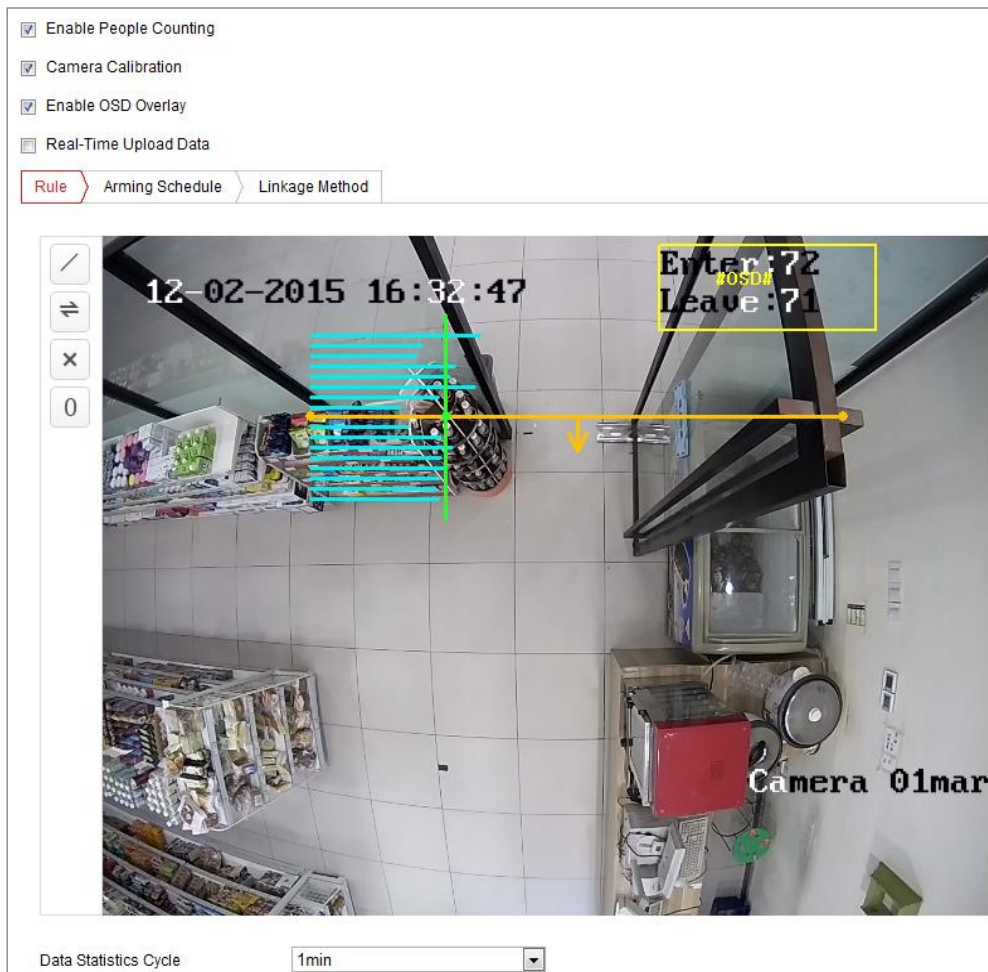 Enable People Counting
Camera Calibration
Enable OSD Overlay
Real-Time Upload Data
Rule
Arming Schedule
Linkage Method
Enter:72
#OSD#
12-02-2015 16:32:47
Leave:71
0
Camera 01mar
Data Statistics Cycle
1min